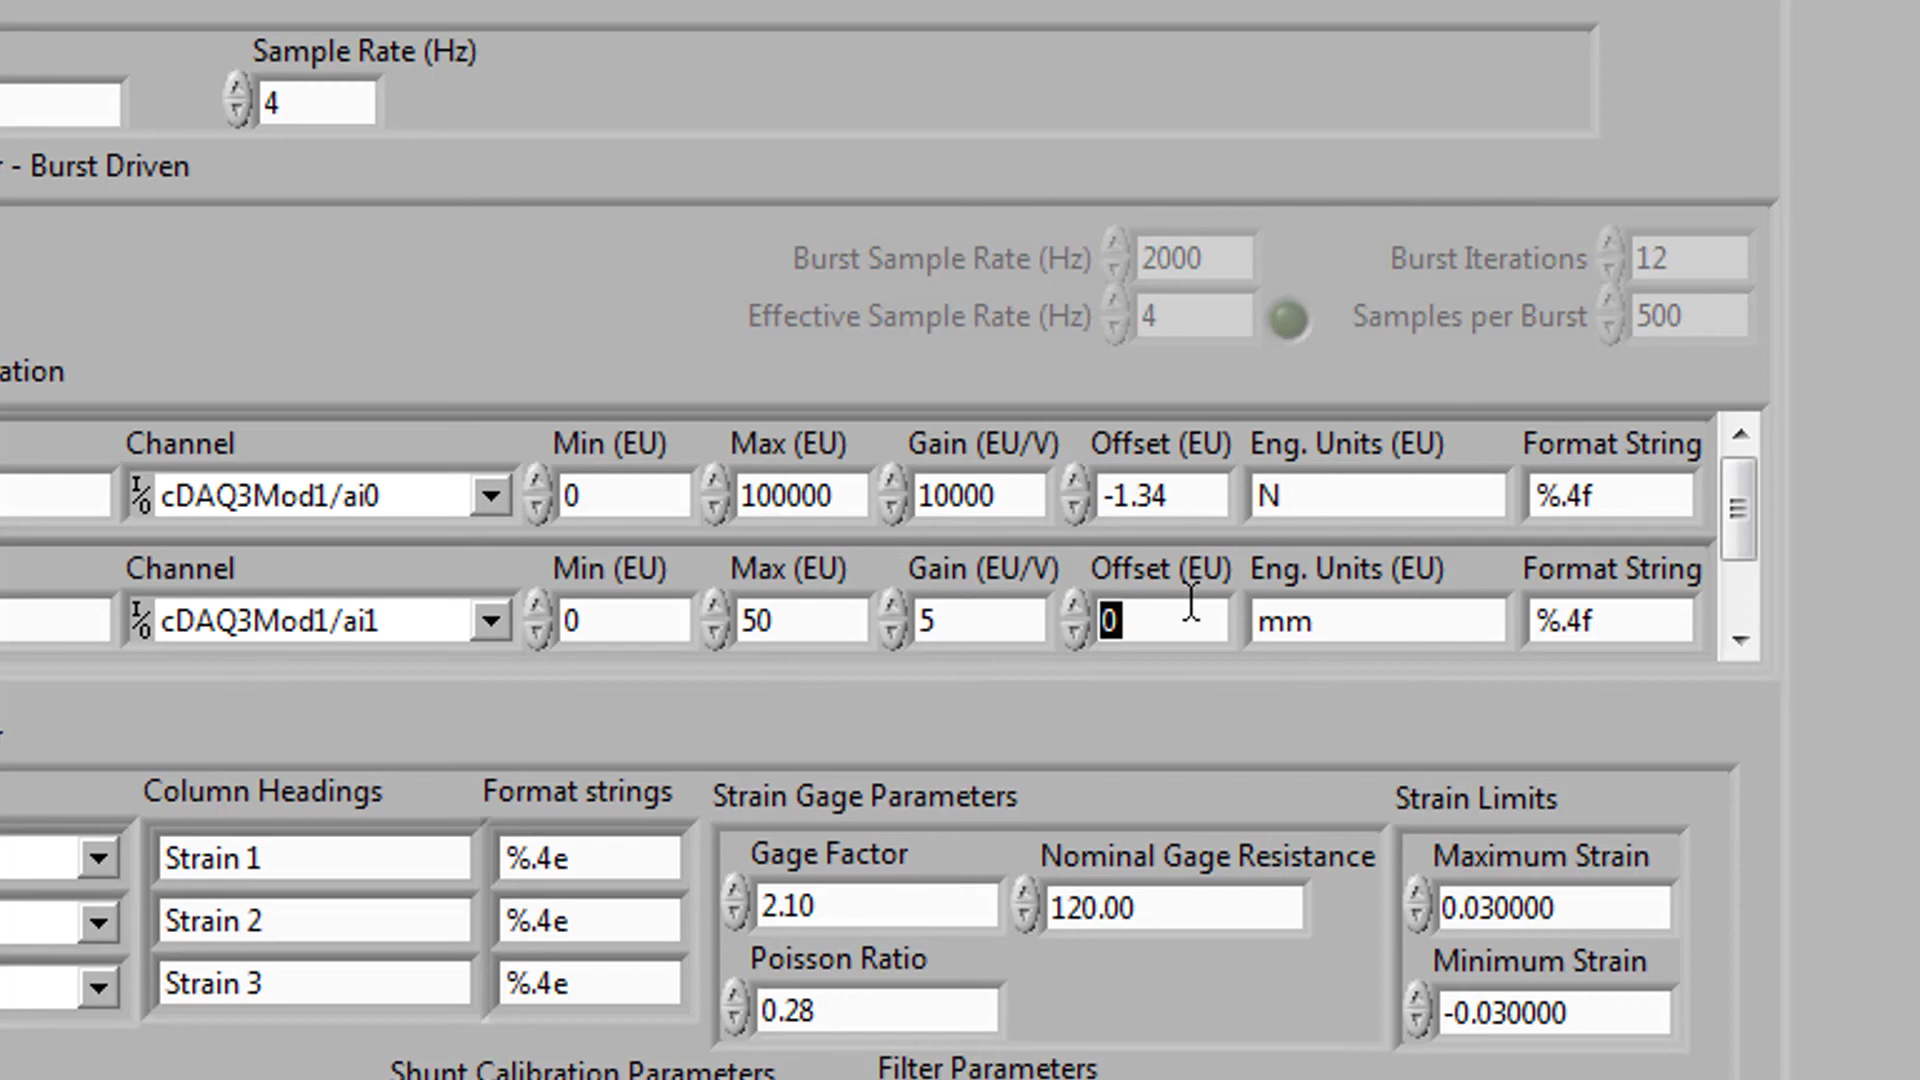 Sample Rate (Hz)
4
- Burst Driven
Burst Sample Rate (Hz) 2000 Burst Iterations 12
Effective Sample Rate (Hz) 4 Samples per Burst 500
ation
Channel Min (EU) Max (EU) Gain (EU/V) Offset (EU) Eng. Units (EU) Format String
I/O cDAQ3Mod1/ai0 0 100000 10000 -1.34 N %.4f
Channel Min (EU) Max (EU) Gain (EU/V) Offset (EU) Eng. Units (EU) Format String
I/O cDAQ3Mod1/ai1 0 50 5 0 mm %.4f
Column Headings Format strings Strain Gage Parameters Strain Limits
Strain 1 %.4e Gage Factor Nominal Gage Resistance Maximum Strain
2.10 120.00 0.030000
Strain 2 %.4e Poisson Ratio Minimum Strain
Strain 3 %.4e 0.28 -0.030000
Shunt Calibration Parameters Filter Parameters